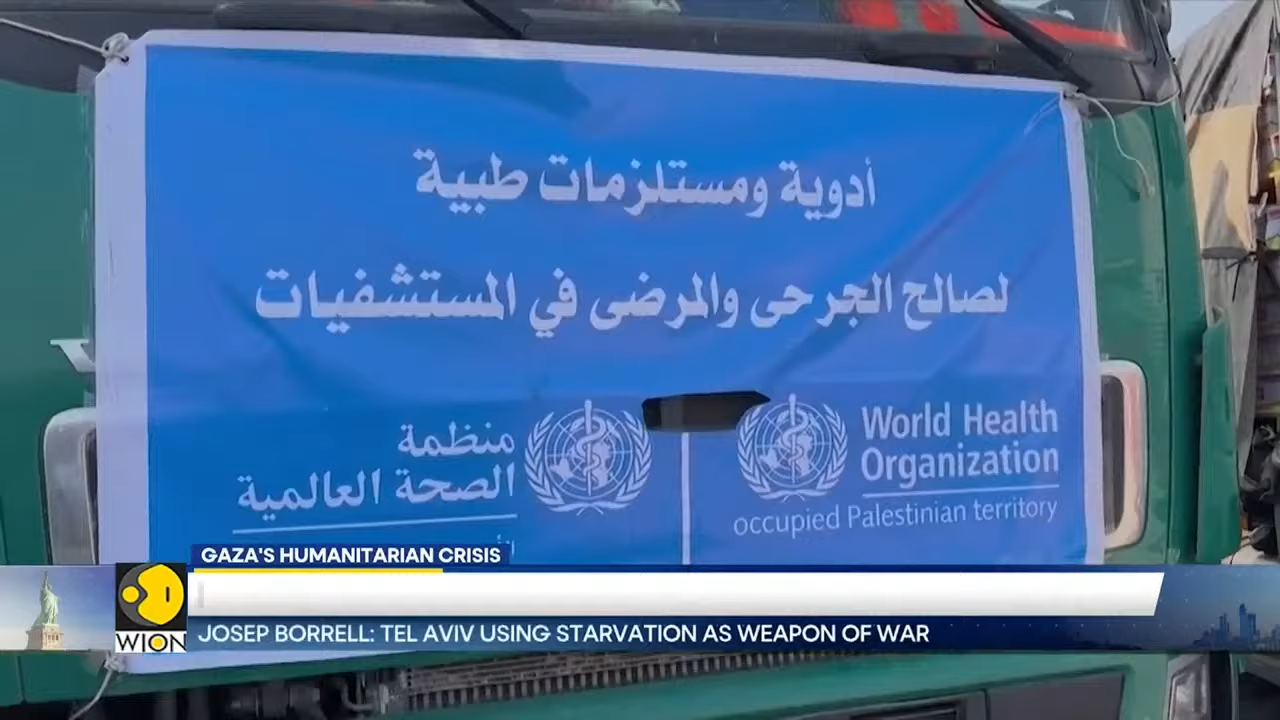 أدوية ومستلزمات طبية
لصالح الجرحى والمرضى في المستشفيات
منظمة
الصحة العالمية
World Health
Organization
occupied Palestinian territory
GAZA'S HUMANITARIAN CRISIS
WION
JOSEP BORRELL: TEL AVIV USING STARVATION AS WEAPON OF WAR